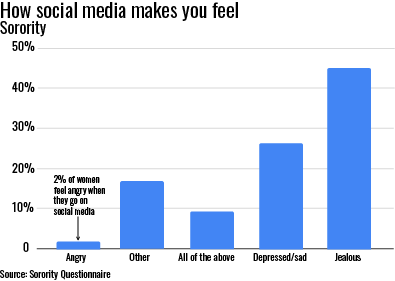 How social media makes you feel
Sorority
50%
40%
30%
20%
10%
0
2% of women
feel angry when
they go on
social media
Angry Other All of the above Depressed/sad Jealous
Source: Sorority Questionnaire